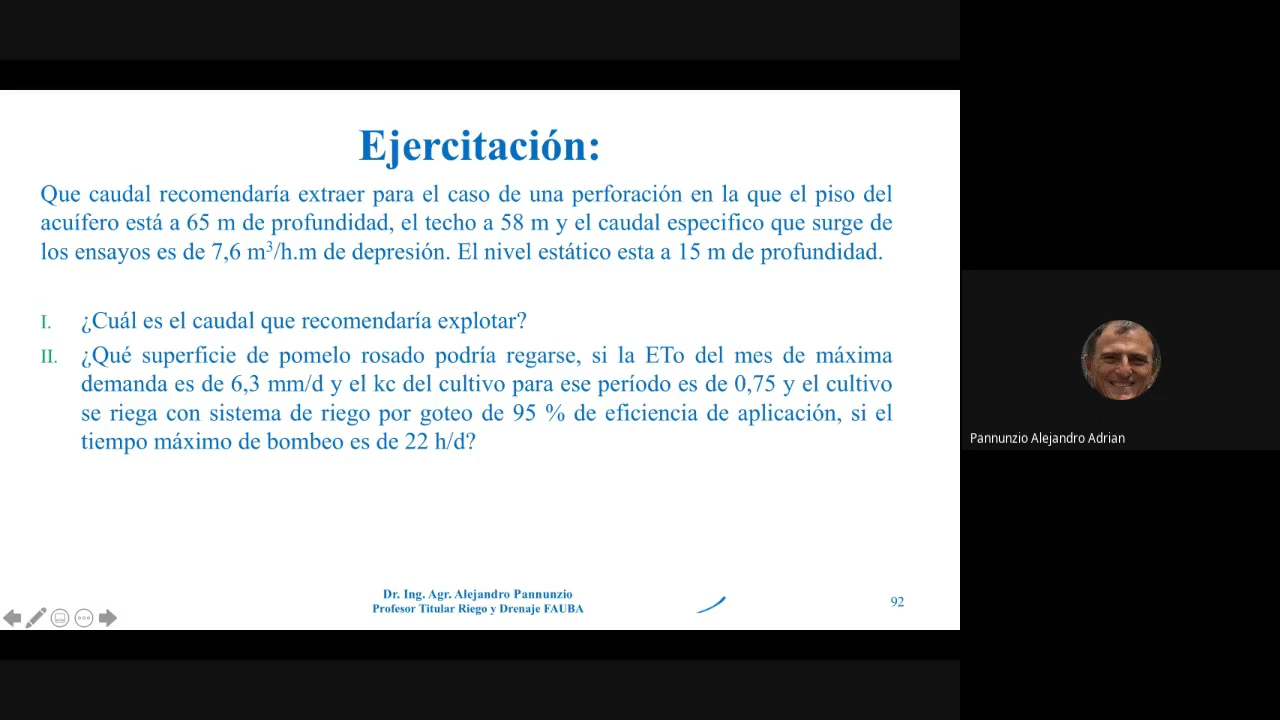 Ejercitación:
Que caudal recomendaría extraer para el caso de una perforación en la que el piso del
acuífero está a 65 m de profundidad, el techo a 58 m y el caudal especifico que surge de
los ensayos es de 7,6 m³/h.m de depresión. El nivel estático esta a 15 m de profundidad.
I. ¿Cuál es el caudal que recomendaría explotar?
II. ¿Qué superficie de pomelo rosado podría regarse, si la ETo del mes de máxima
demanda es de 6,3 mm/d y el kc del cultivo para ese período es de 0,75 y el cultivo
se riega con sistema de riego por goteo de 95 % de eficiencia de aplicación, si el
tiempo máximo de bombeo es de 22 h/d?
Pannunzio Alejandro Adrian
Dr. Ing. Agr. Alejandro Pannunzio
Profesor Titular Riego y Drenaje FAUBA
92